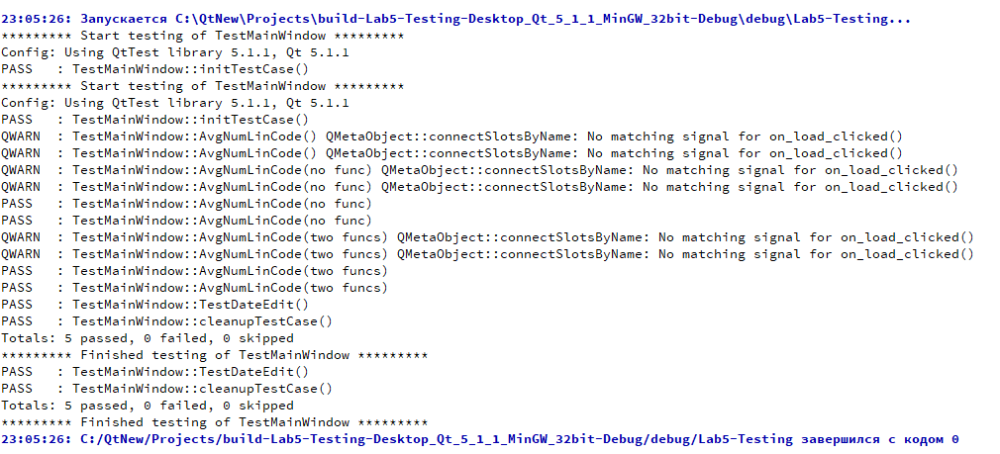 23:05:26: Запускается C:\QtNew\Projects\build-Lab5-Testing-Desktop_Qt_5_1_1_MinGW_32bit-Debug\debug\Lab5-Testing...
********* Start testing of TestMainWindow *********
Config: Using QtTest library 5.1.1, Qt 5.1.1
PASS   : TestMainWindow::initTestCase()
********* Start testing of TestMainWindow *********
Config: Using QtTest library 5.1.1, Qt 5.1.1
PASS   : TestMainWindow::initTestCase()
QWARN  : TestMainWindow::AvgNumLinCode() QMetaObject::connectSlotsByName: No matching signal for on_load_clicked()
QWARN  : TestMainWindow::AvgNumLinCode() QMetaObject::connectSlotsByName: No matching signal for on_load_clicked()
QWARN  : TestMainWindow::AvgNumLinCode(no func) QMetaObject::connectSlotsByName: No matching signal for on_load_clicked()
QWARN  : TestMainWindow::AvgNumLinCode(no func) QMetaObject::connectSlotsByName: No matching signal for on_load_clicked()
PASS   : TestMainWindow::AvgNumLinCode(no func)
PASS   : TestMainWindow::AvgNumLinCode(no func)
QWARN  : TestMainWindow::AvgNumLinCode(two funcs) QMetaObject::connectSlotsByName: No matching signal for on_load_clicked()
QWARN  : TestMainWindow::AvgNumLinCode(two funcs) QMetaObject::connectSlotsByName: No matching signal for on_load_clicked()
PASS   : TestMainWindow::AvgNumLinCode(two funcs)
PASS   : TestMainWindow::AvgNumLinCode(two funcs)
PASS   : TestMainWindow::TestDateEdit()
PASS   : TestMainWindow::cleanupTestCase()
Totals: 5 passed, 0 failed, 0 skipped
********* Finished testing of TestMainWindow *********
PASS   : TestMainWindow::TestDateEdit()
PASS   : TestMainWindow::cleanupTestCase()
Totals: 5 passed, 0 failed, 0 skipped
********* Finished testing of TestMainWindow *********
23:05:26: C:/QtNew/Projects/build-Lab5-Testing-Desktop_Qt_5_1_1_MinGW_32bit-Debug/debug/Lab5-Testing завершился с кодом 0